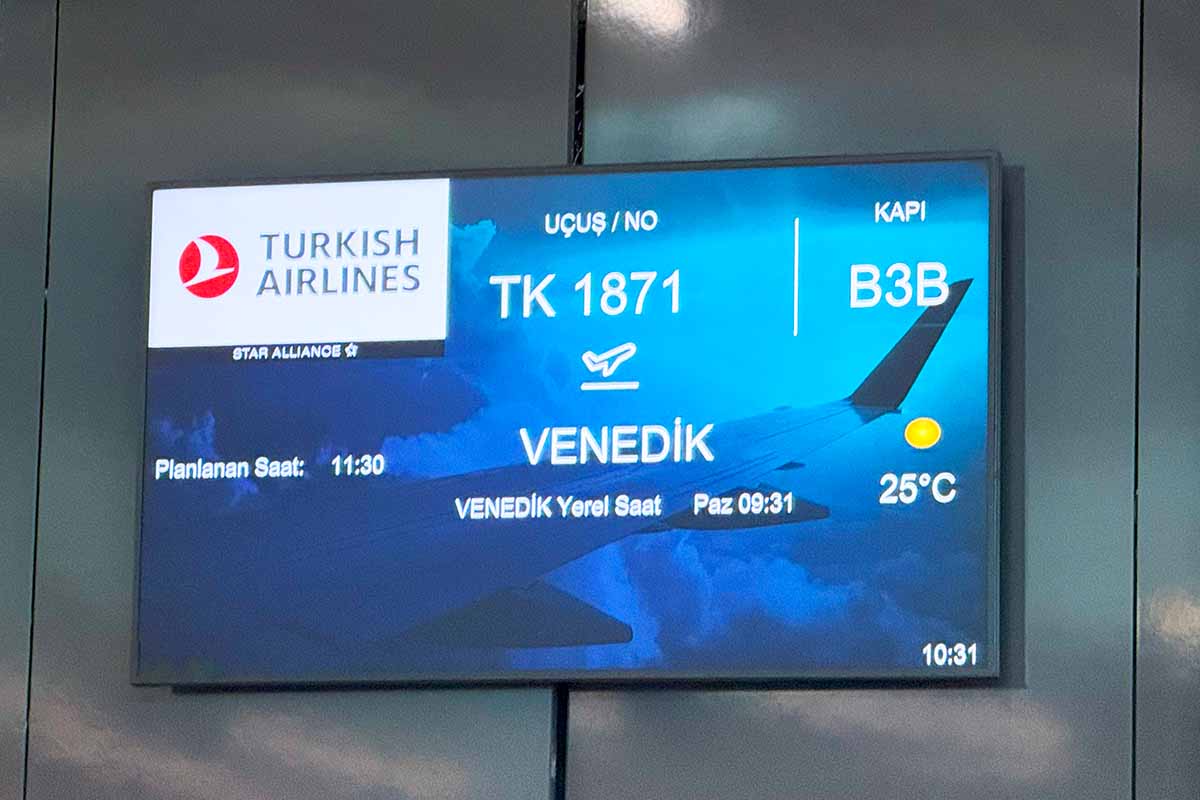 TURKISH
AIRLINES
STAR ALLIANCE
UÇUŞ / NO
TK 1871
KAPI
B3B
VENEDİK
Planlanan Saat: 11:30
VENEDİK Yerel Saat Paz 09:31
25°C
10:31